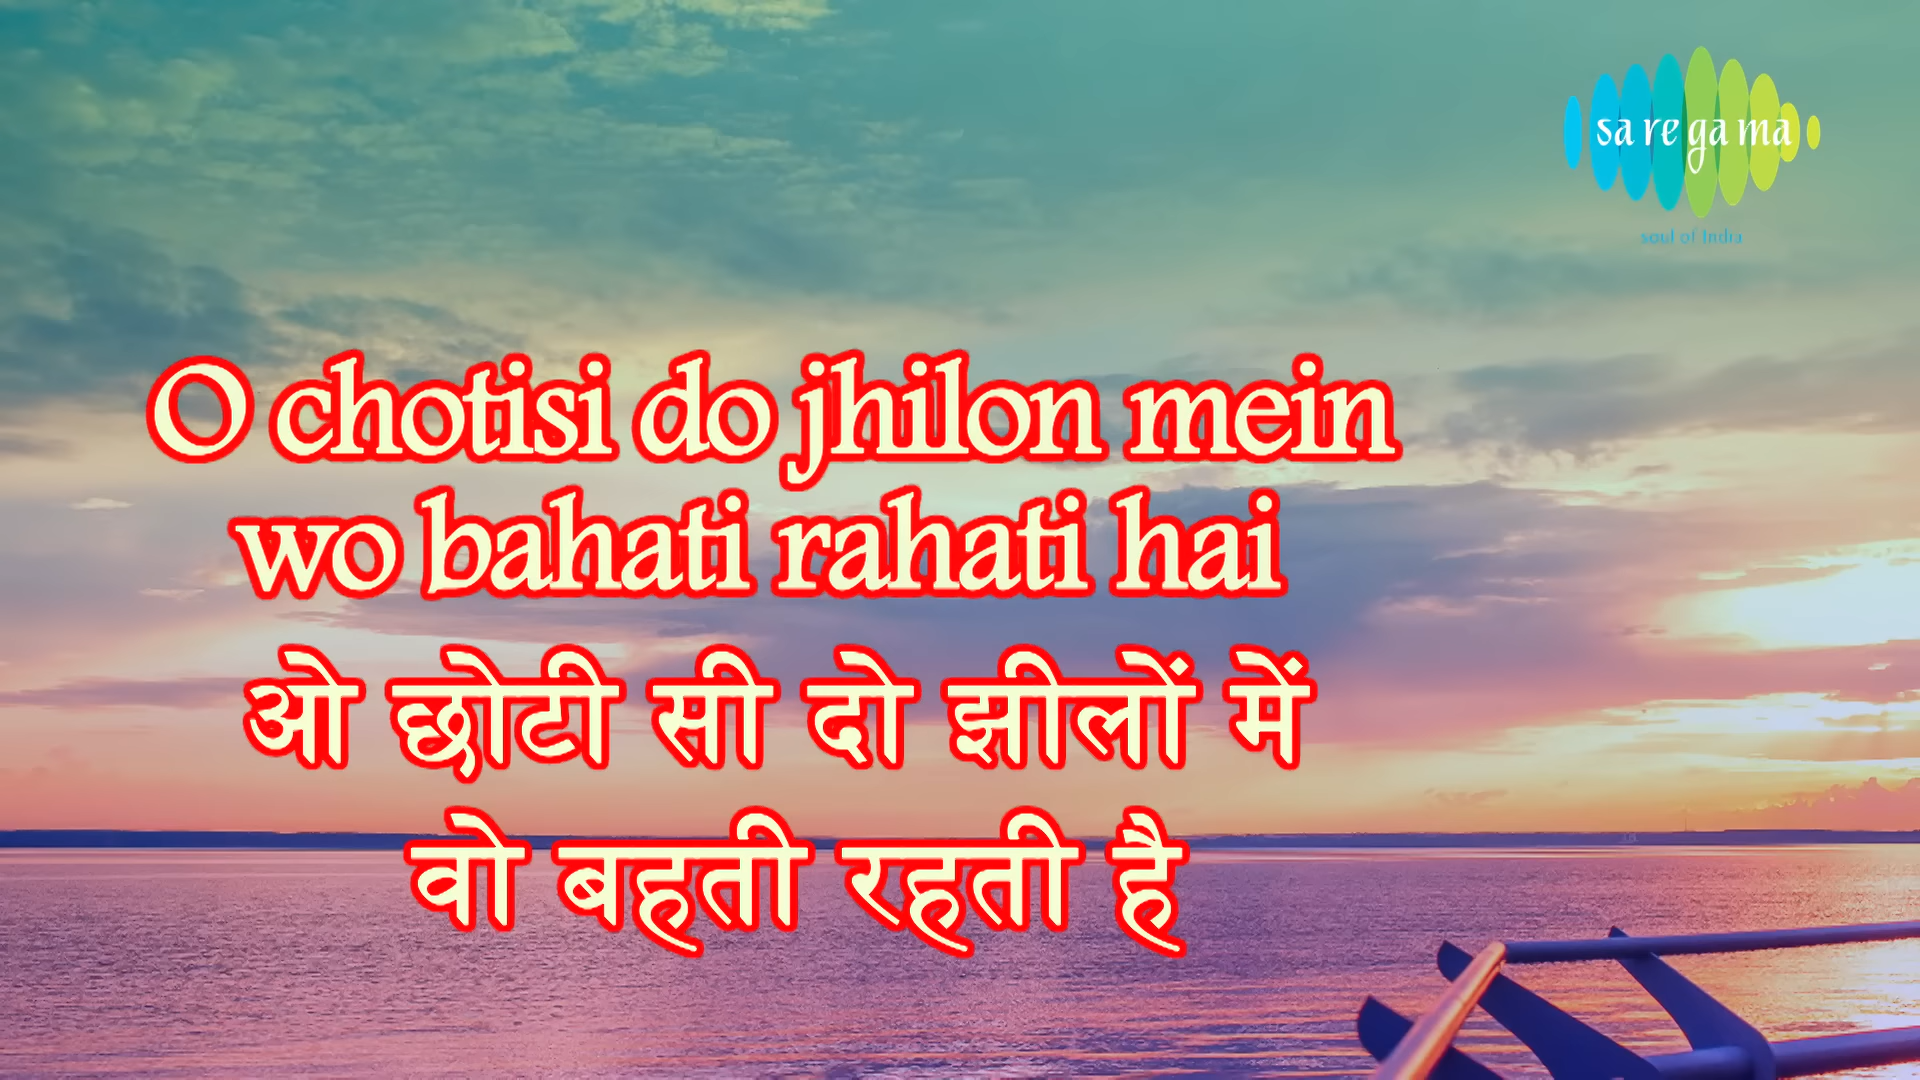 sa re ga ma
soul of India
O chotisi do jhilon mein
wo bahati rahati hai
ओ छोटी सी दो झीलों में
वो बहती रहती है